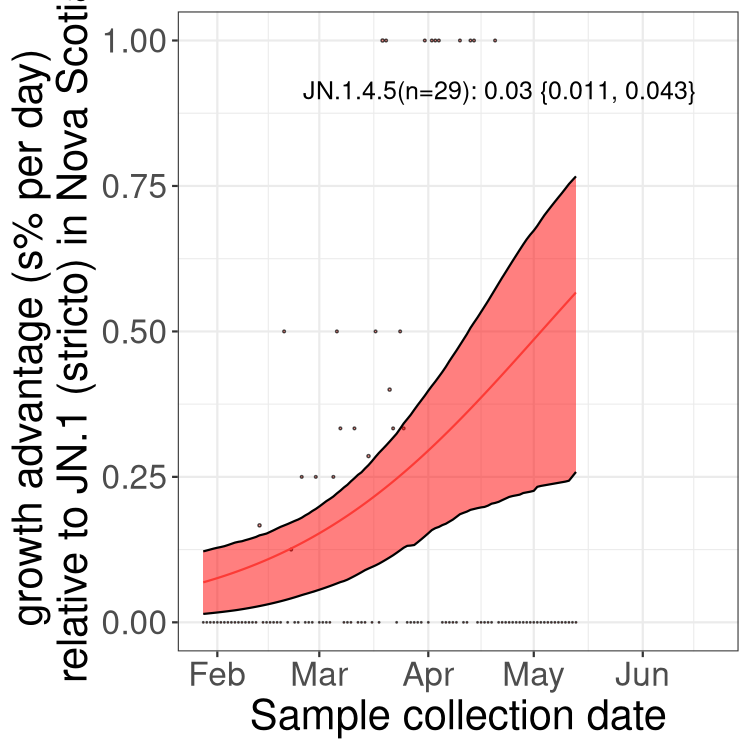 growth advantage (s% per day)
relative to JN.1 (stricto) in Nova Scotia
1.00
0.75
0.50
0.25
0.00
JN.1.4.5(n=29): 0.03 {0.011, 0.043}
Feb Mar Apr May Jun
Sample collection date